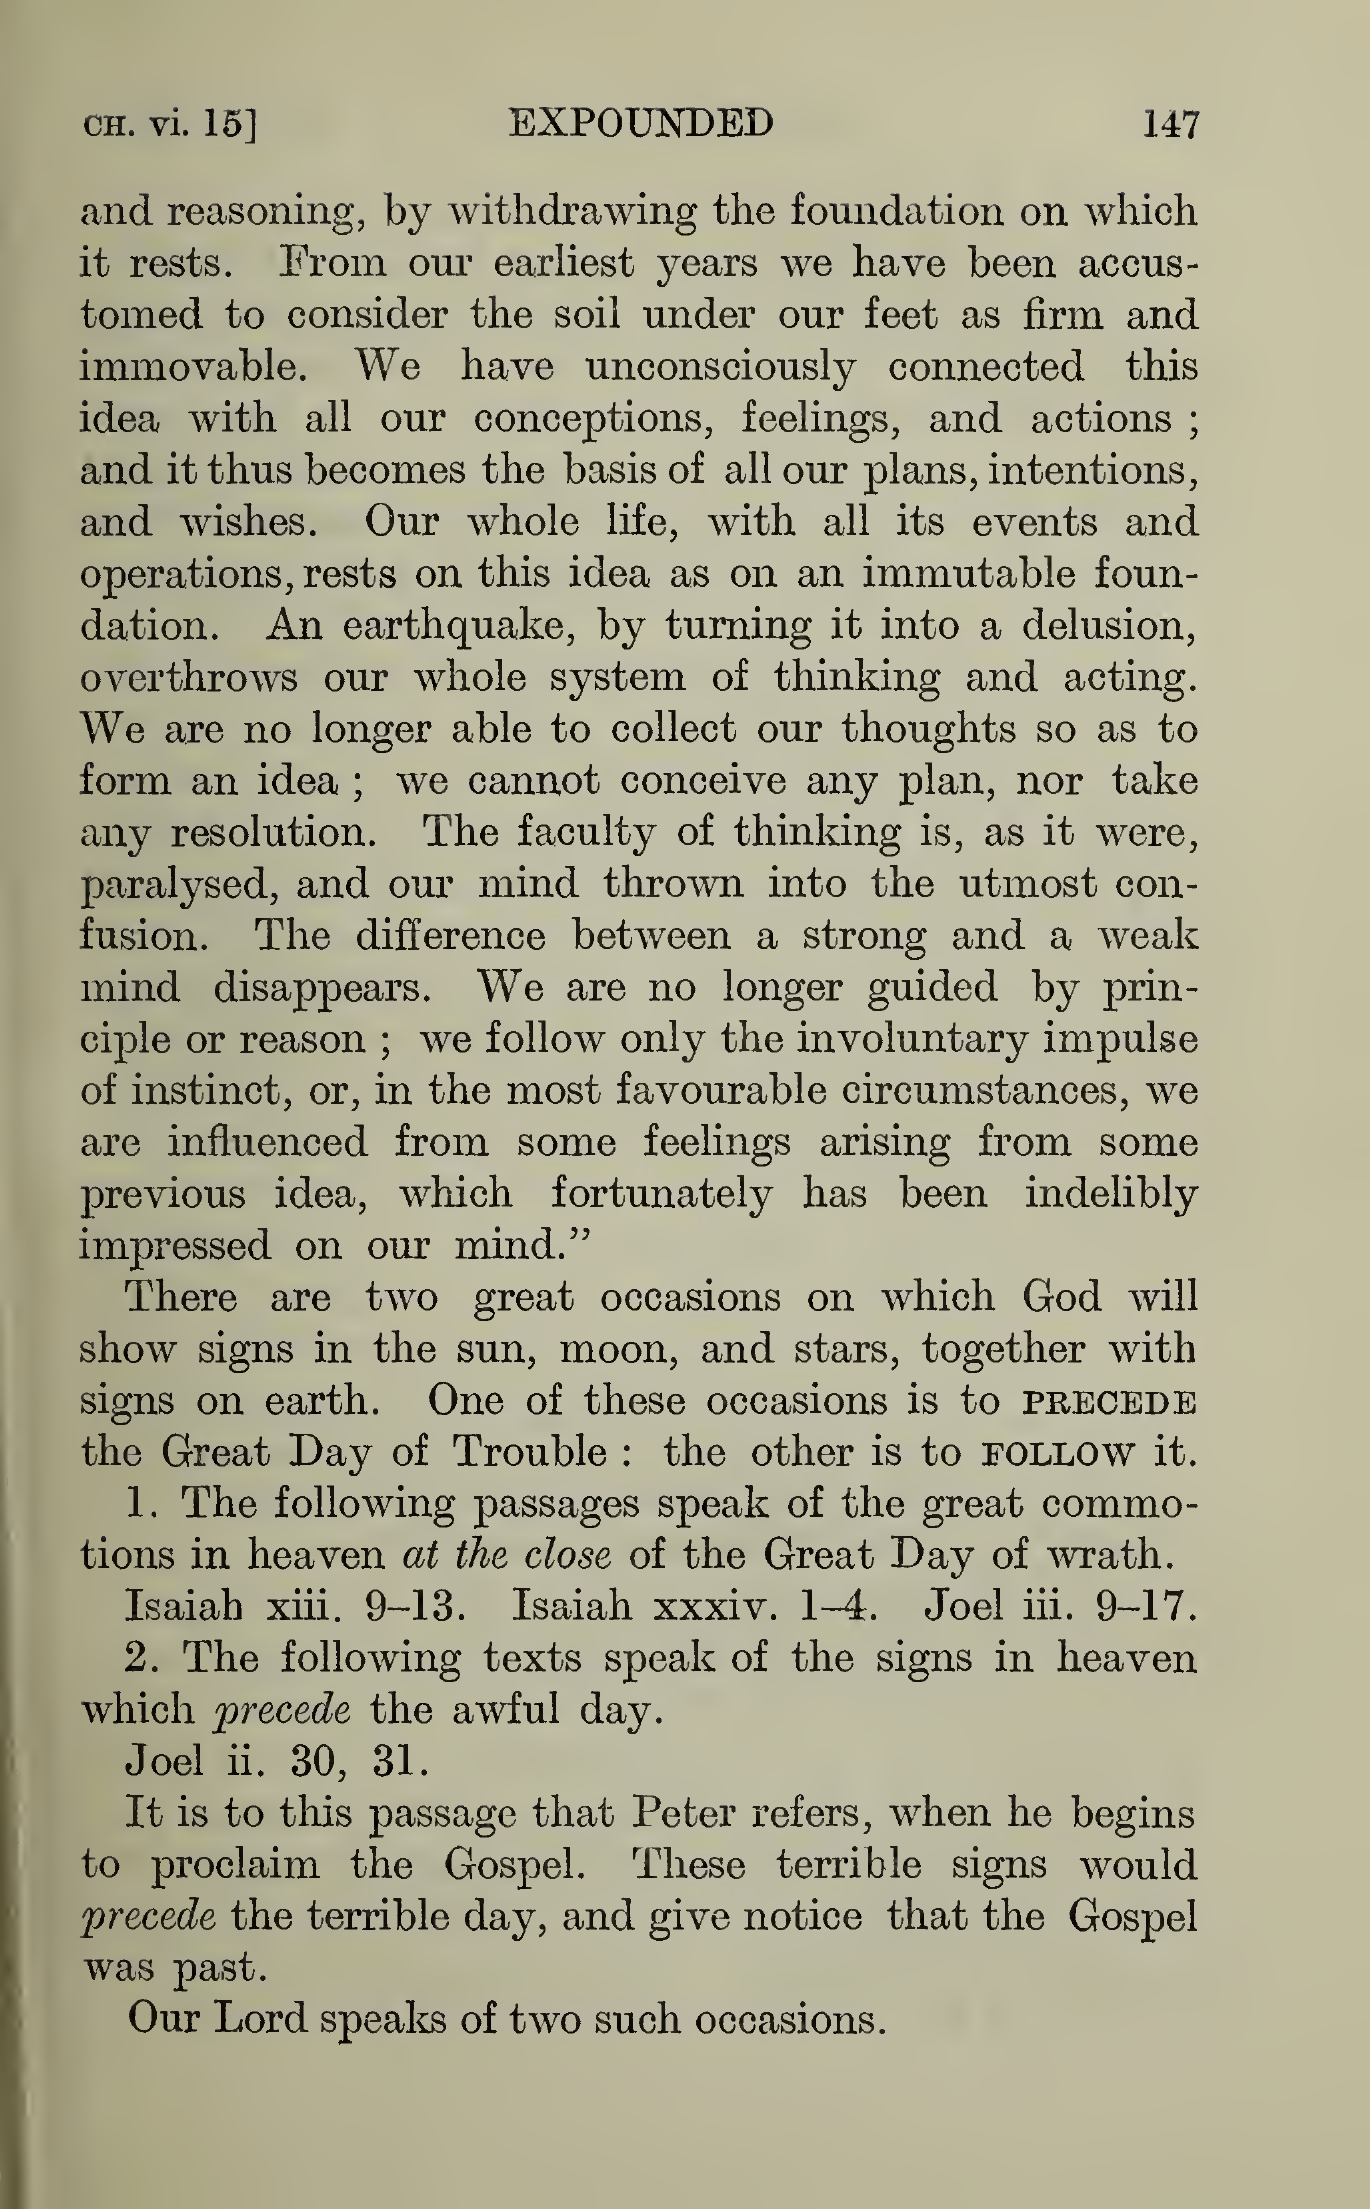 CH. vi. 15] EXPOUNDED 147
and reasoning, by withdrawing the foundation on which
it rests. From our earliest years we have been accus-
tomed to consider the soil under our feet as firm and
immovable. We have unconsciously connected this
idea with all our conceptions, feelings, and actions ;
and it thus becomes the basis of all our plans, intentions,
and wishes. Our whole life, with all its events and
operations, rests on this idea as on an immutable foun-
dation. An earthquake, by turning it into a delusion,
overthrows our whole system of thinking and acting.
We are no longer able to collect our thoughts so as to
form an idea ; we cannot conceive any plan, nor take
any resolution. The faculty of thinking is, as it were,
paralysed, and our mind thrown into the utmost con-
fusion. The difference between a strong and a weak
mind disappears. We are no longer guided by prin-
ciple or reason ; we follow only the involuntary impulse
of instinct, or, in the most favourable circumstances, we
are influenced from some feelings arising from some
previous idea, which fortunately has been indelibly
impressed on our mind.”
There are two great occasions on which God will
show signs in the sun, moon, and stars, together with
signs on earth. One of these occasions is to PRECEDE
the Great Day of Trouble : the other is to FOLLOW it.
1. The following passages speak of the great commo-
tions in heaven at the close of the Great Day of wrath.
Isaiah xiii. 9–13. Isaiah xxxiv. 1–4. Joel iii. 9–17.
2. The following texts speak of the signs in heaven
which precede the awful day.
Joel ii. 30, 31.
It is to this passage that Peter refers, when he begins
to proclaim the Gospel. These terrible signs would
precede the terrible day, and give notice that the Gospel
was past.
Our Lord speaks of two such occasions.